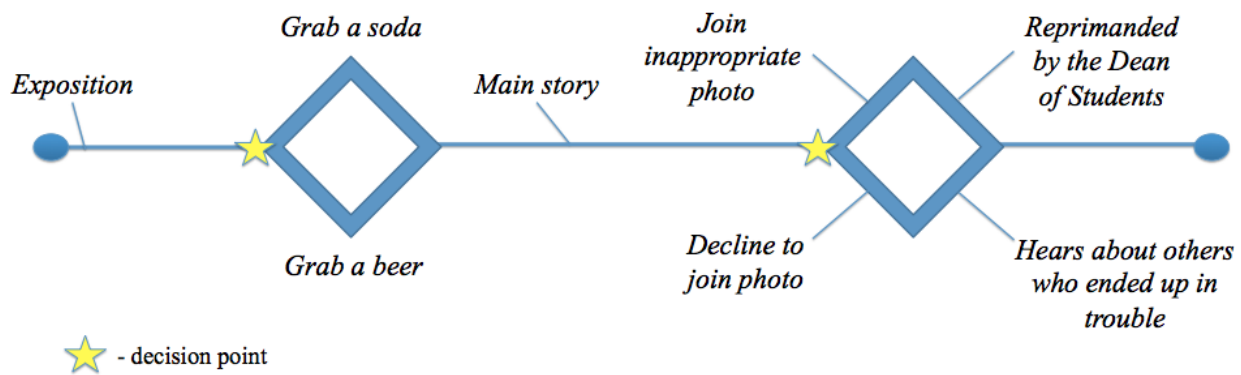 Exposition
Grab a soda
Grab a beer
Main story
Join
inappropriate
photo
Decline to
join photo
Reprimanded
by the Dean
of Students
Hears about others
who ended up in
trouble
- decision point